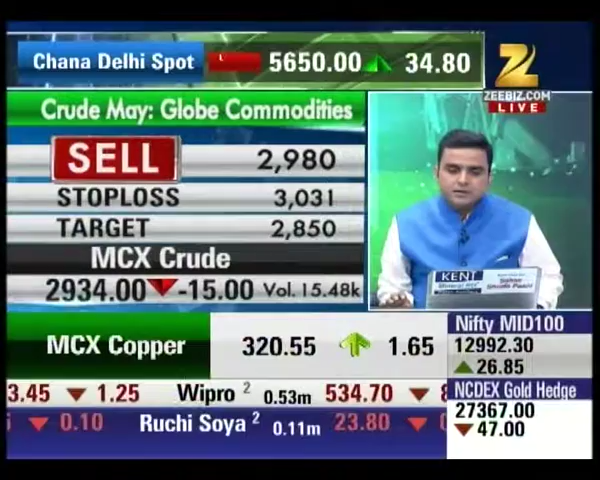 Chana Delhi Spot 5650.00 34.80
ZEEBIZ.COM
LIVE
Crude May: Globe Commodities
SELL 2,980
STOPLOSS 3,031
TARGET 2,850
MCX Crude
2934.00 -15.00 Vol. 15.48k
KENT
MCX Copper 320.55 1.65
Nifty MID100
12992.30
26.85
NCDEX Gold Hedge
27367.00
47.00
3.45 1.25 Wipro 2 0.53m 534.70
0.10 Ruchi Soya 2 0.11m 23.80